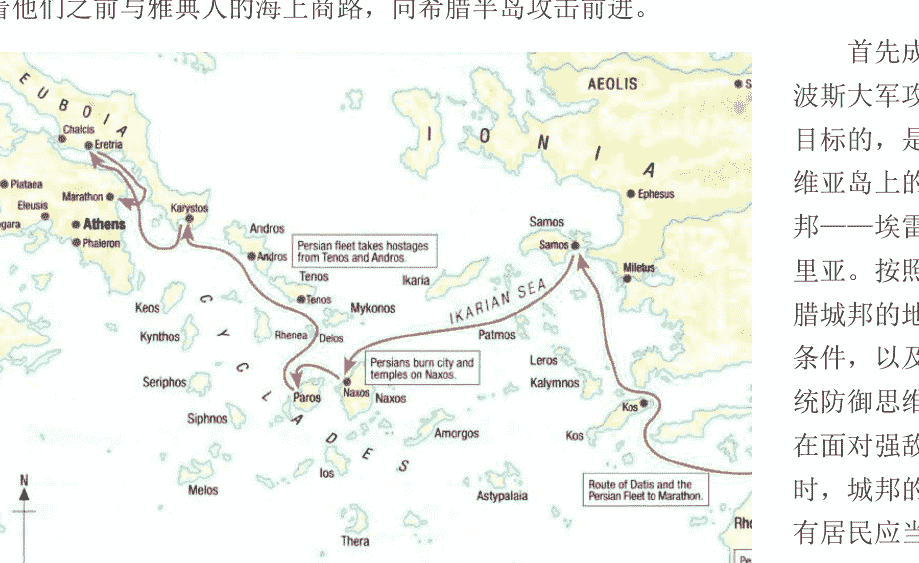 着他们之前与雅典人的海上商路，向希腊半岛攻击前进。
EUBOIA
Chalcis
Eretria
Plataea
Marathon
Eleusis
Athens
Phaleron
Karystos
Andros
Andros
Persian fleet takes hostages
from Tenos and Andros.
Tenos
Tenos
Mykonos
Rhenea
Delos
Keos
Kynthos
Seriphos
Siphnos
Melos
CYCLADES
Paros
Naxos
Naxos
Persians burn city and
temples on Naxos.
Ios
Thera
Amorgos
Astypalaia
AEOLIS
IONIA
Ephesus
Samos
Samos
Miletus
Ikaria
IKARIAN SEA
Patmos
Leros
Kalymnos
Kos
Kos
Route of Datis and the
Persian Fleet to Marathon.
N
首先成
波斯大军攻
目标的，是
维亚岛上的
邦——埃雷
里亚。按照
腊城邦的地
条件，以及
统防御思维
在面对强敌
时，城邦的
有居民应当